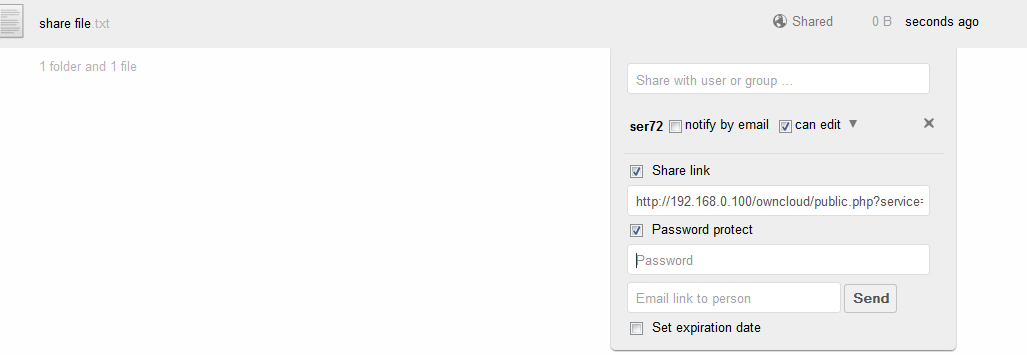 share file.txt Shared 0 B seconds ago
1 folder and 1 file
Share with user or group ...
ser72 notify by email can edit
Share link
http://192.168.0.100/owncloud/public.php?service=
Password protect
Password
Email link to person Send
Set expiration date